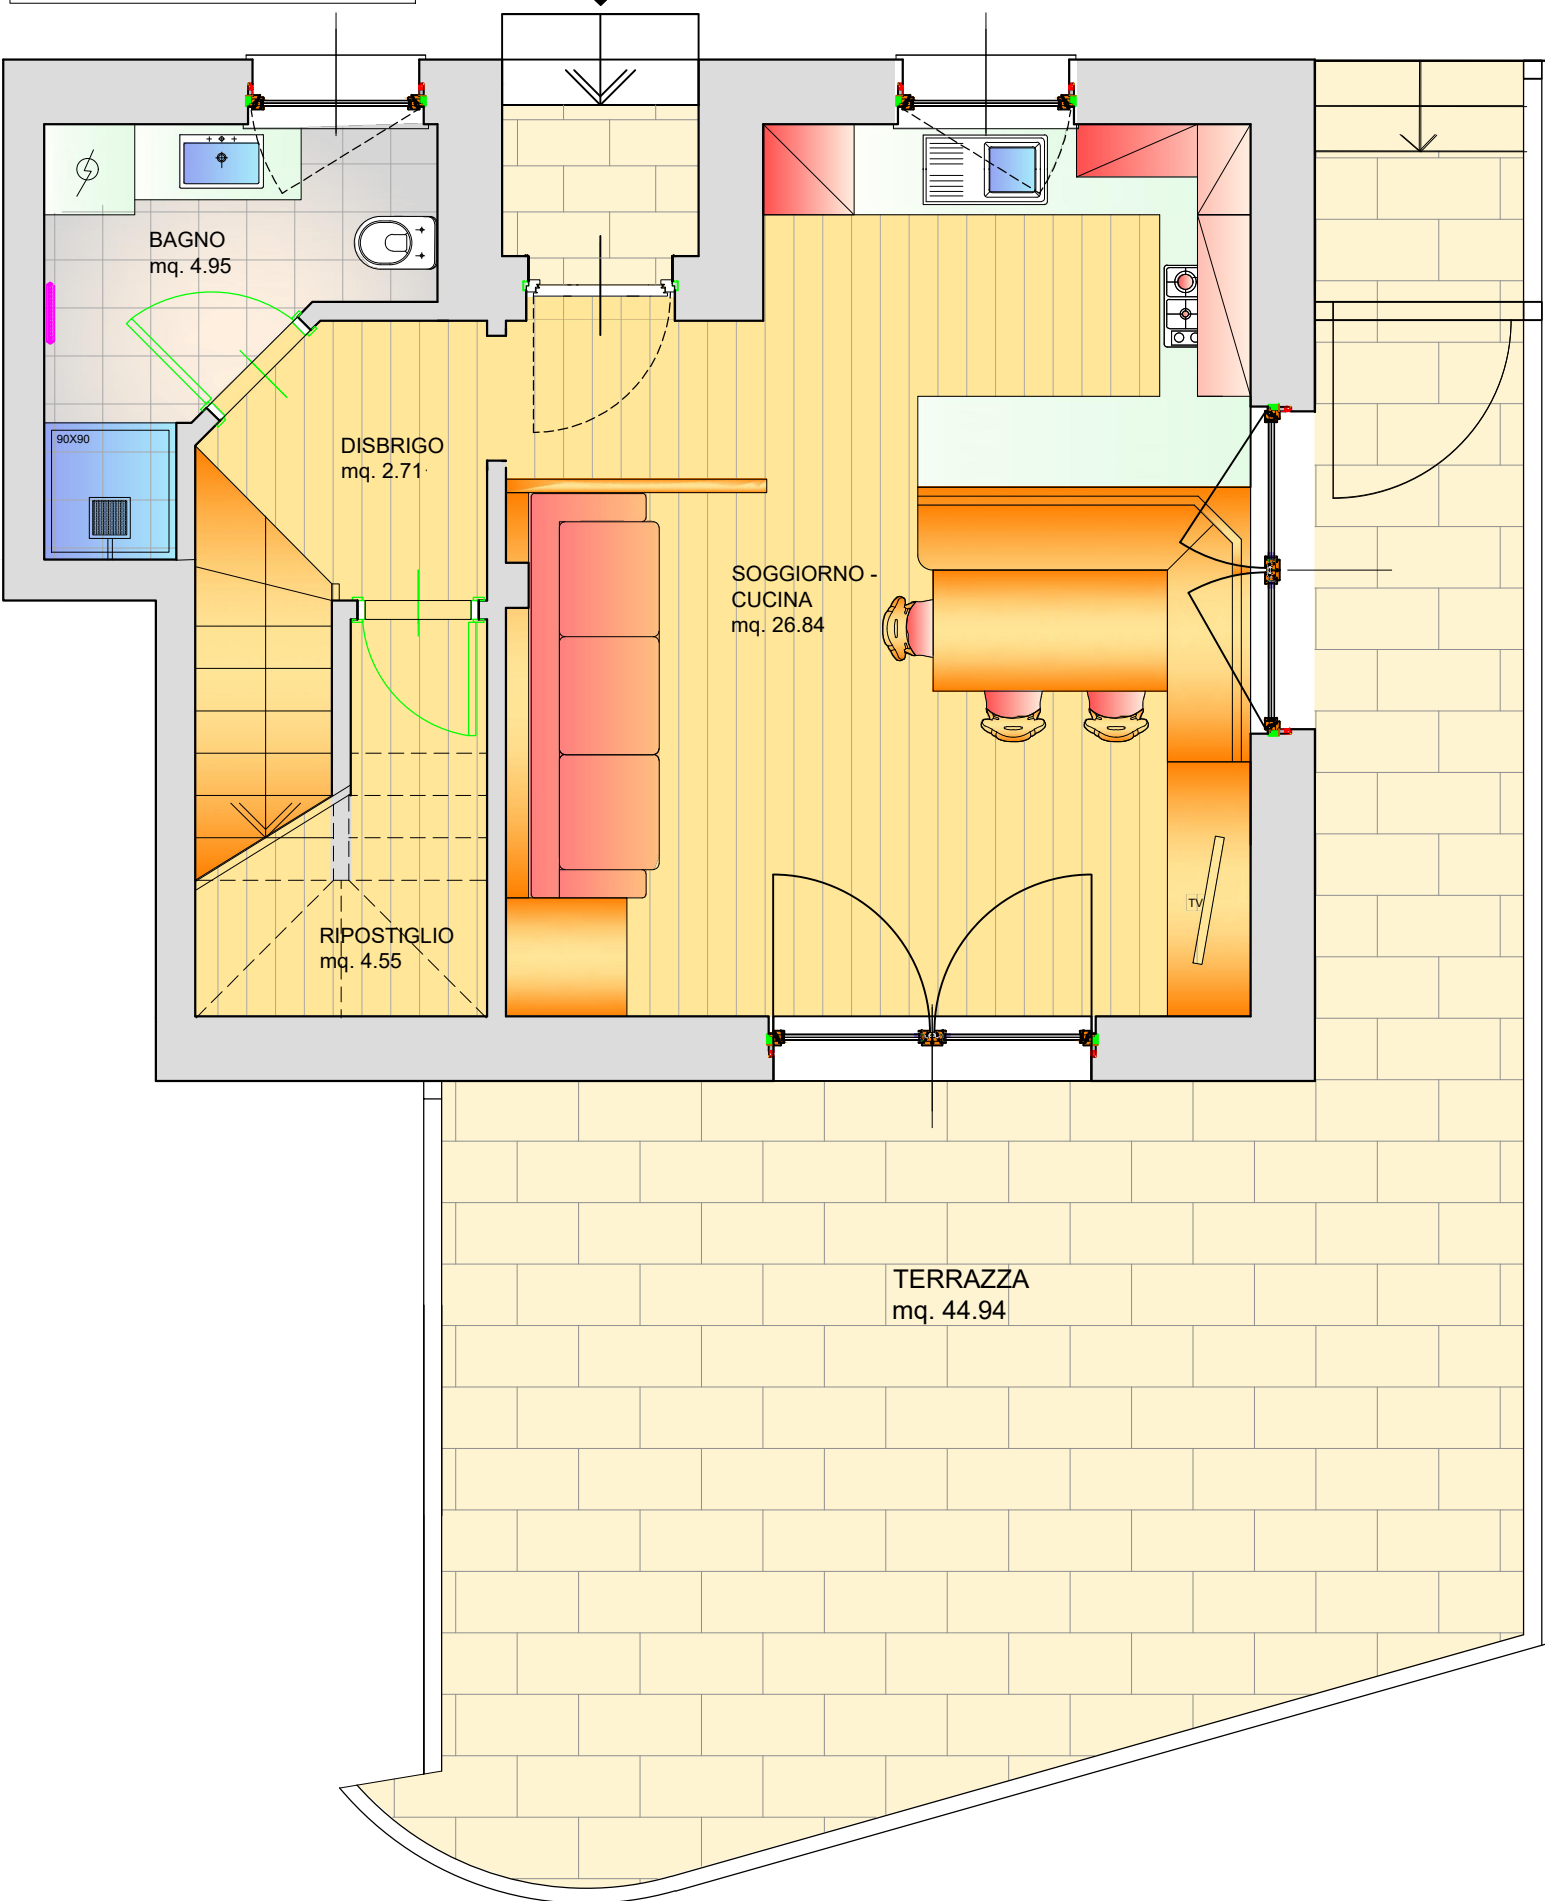 BAGNO
mq. 4.95
90X90
DISBRIGO
mq. 2.71
SOGGIORNO -
CUCINA
mq. 26.84
TV
RIPOSTIGLIO
mq. 4.55
TERRAZZA
mq. 44.94